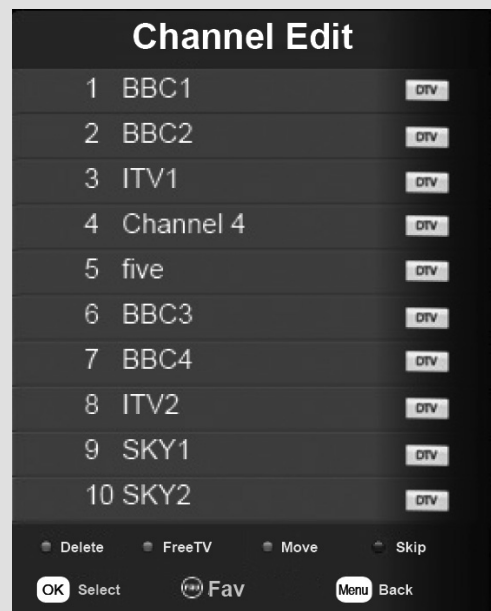 Channel Edit
1 BBC1 DTV
2 BBC2 DTV
3 ITV1 DTV
4 Channel 4 DTV
5 five DTV
6 BBC3 DTV
7 BBC4 DTV
8 ITV2 DTV
9 SKY1 DTV
10 SKY2 DTV
Delete FreeTV Move Skip
OK Select Fav Menu Back